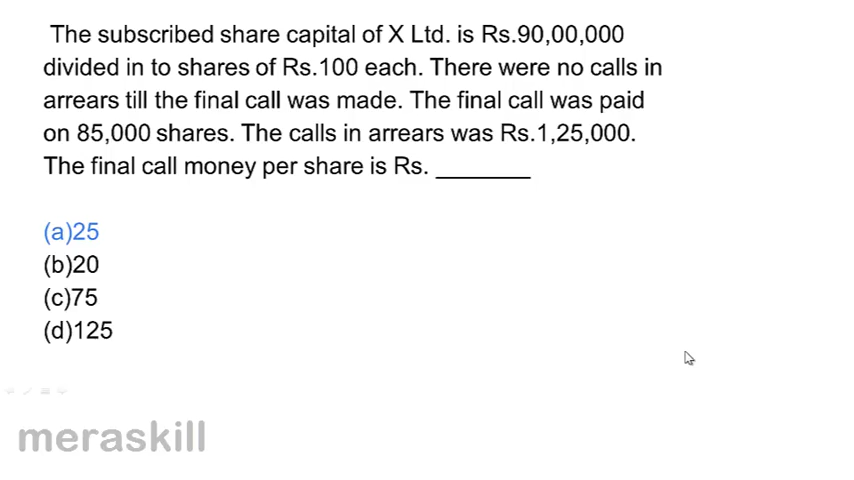 The subscribed share capital of X Ltd. is Rs.90,00,000
divided in to shares of Rs.100 each. There were no calls in
arrears till the final call was made. The final call was paid
on 85,000 shares. The calls in arrears was Rs.1,25,000.
The final call money per share is Rs. _______
(a)25
(b)20
(c)75
(d)125
meraskill